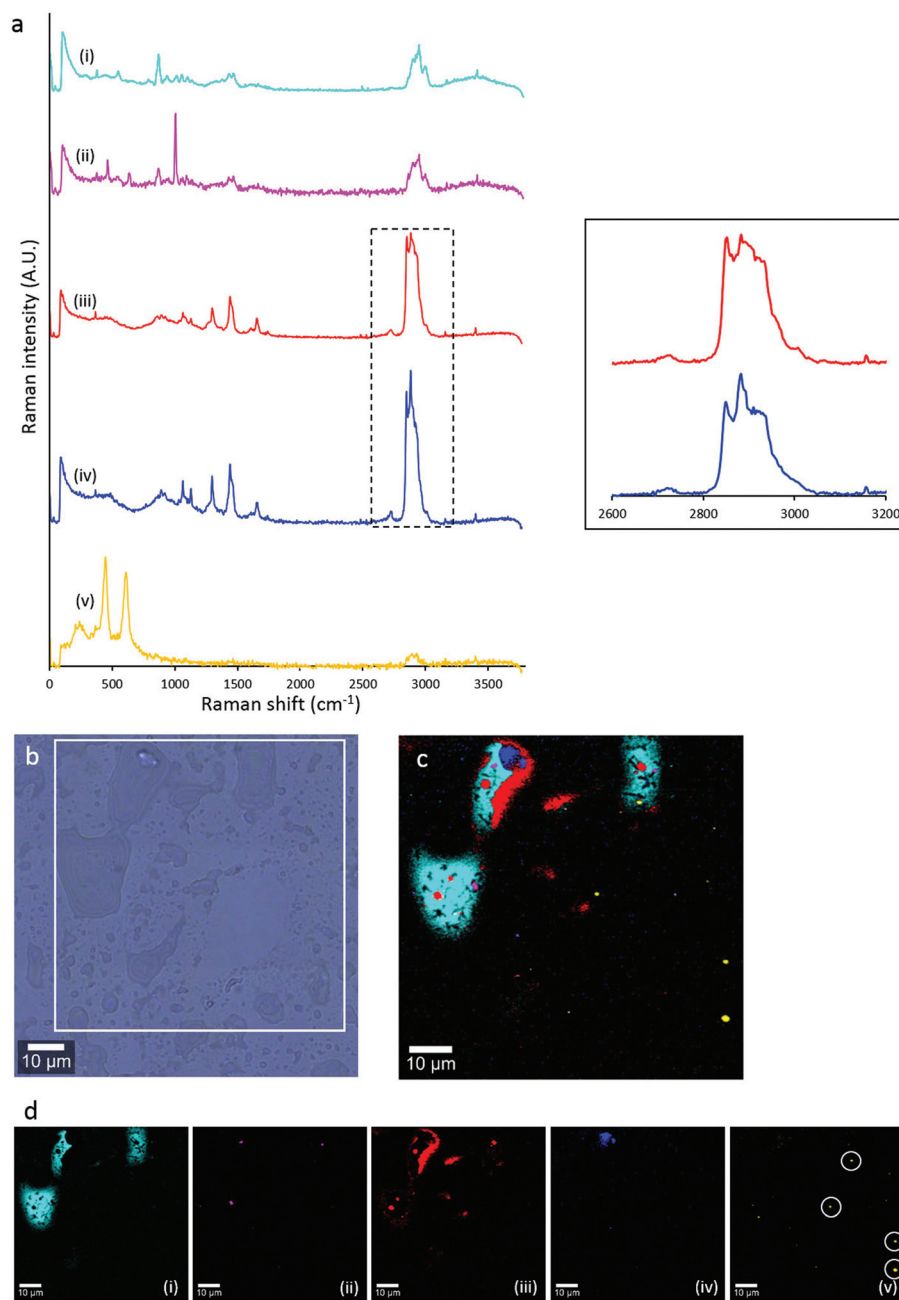 a
(i)
(ii)
(iii)
(iv)
(v)
Raman intensity (A.U.)
0 500 1000 1500 2000 2500 3000 3500
Raman shift (cm⁻¹)
2600 2800 3000 3200
b
10 µm
c
10 µm
d
10 µm (i)
10 µm (ii)
10 µm (iii)
10 µm (iv)
10 µm (v)